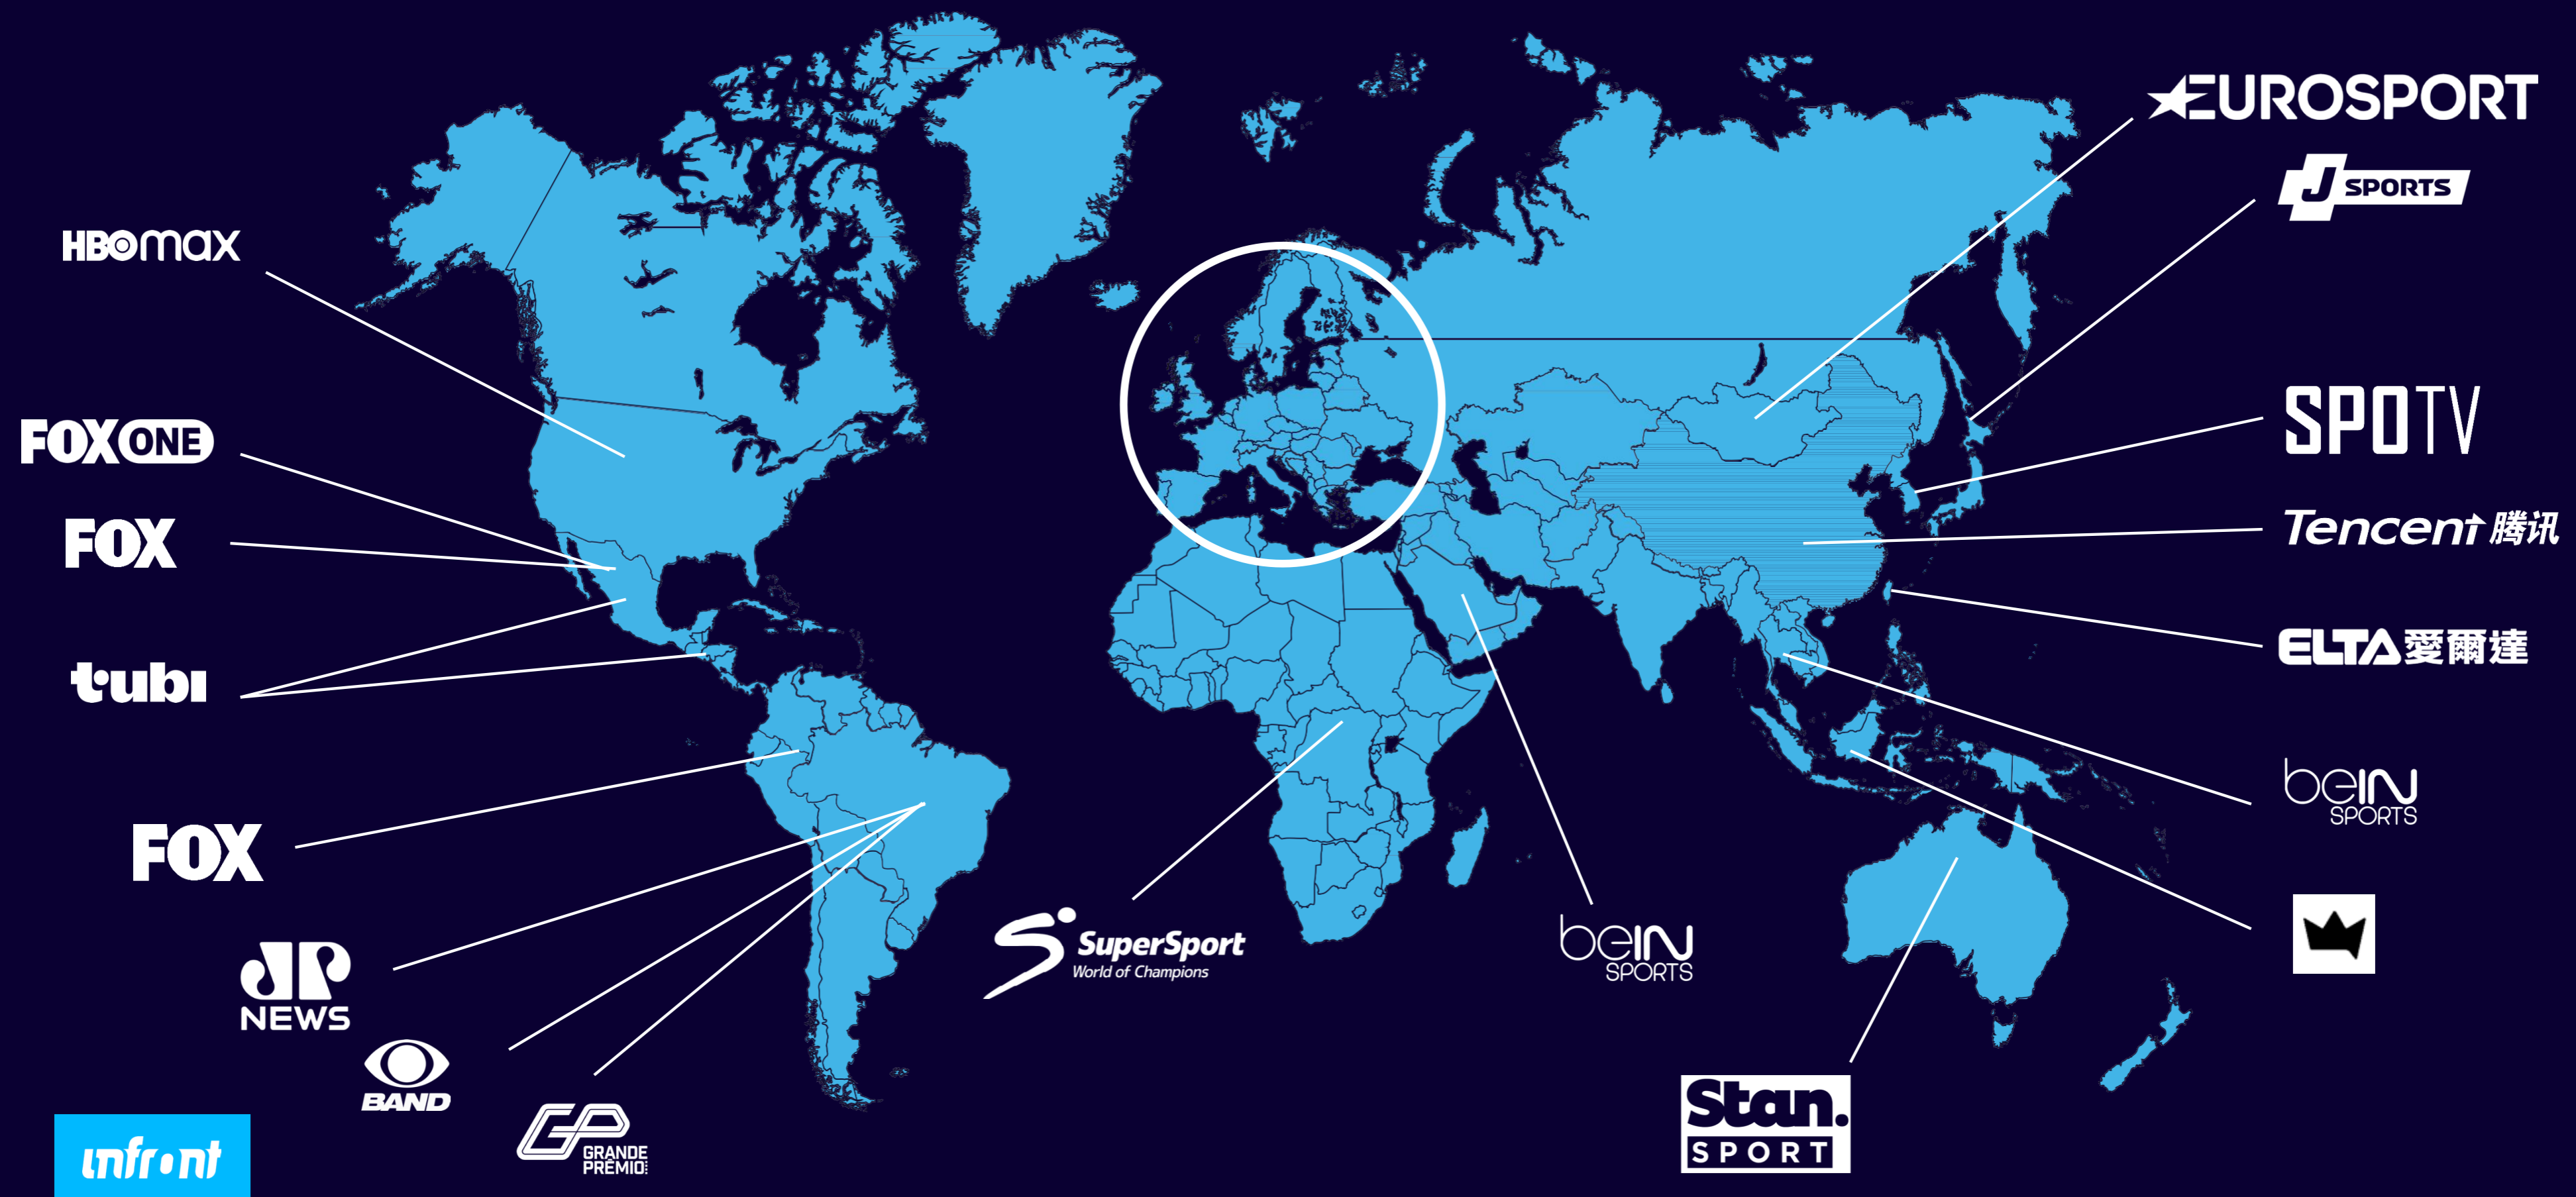 HBOmax
FOX ONE
FOX
tubi
FOX
JP
NEWS
BAND
GP
GRANDE
PRÊMIO
infront
SuperSport
World of Champions
beIN
SPORTS
Stan.
SPORT
EUROSPORT
J SPORTS
SPOTV
Tencent 腾讯
ELTA 愛爾達
beIN
SPORTS